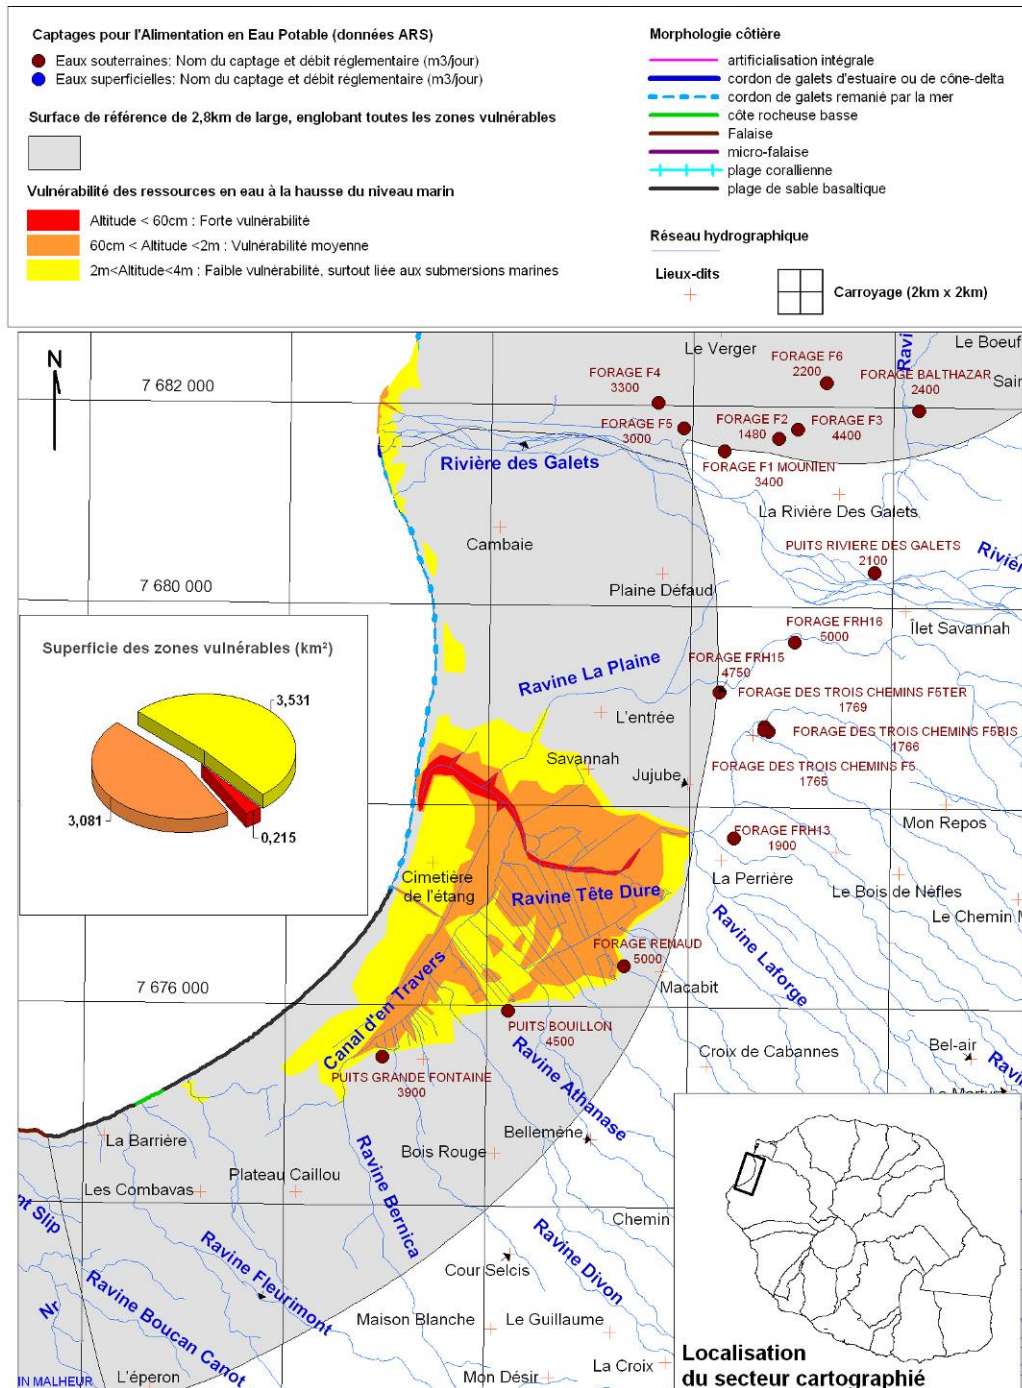 Captages pour l'Alimentation en Eau Potable (données ARS)
Eaux souterraines: Nom du captage et débit réglementaire (m3/jour)
Eaux superficielles: Nom du captage et débit réglementaire (m3/jour)
Surface de référence de 2,8km de large, englobant toutes les zones vulnérables
Vulnérabilité des ressources en eau à la hausse du niveau marin
Altitude < 60cm : Forte vulnérabilité
60cm < Altitude <2m : Vulnérabilité moyenne
2m<Altitude<4m : Faible vulnérabilité, surtout liée aux submersions marines
Morphologie côtière
artificialisation intégrale
cordon de galets d'estuaire ou de cône-delta
cordon de galets remanié par la mer
côte rocheuse basse
Falaise
micro-falaise
plage corallienne
plage de sable basaltique
Réseau hydrographique
Lieux-dits
Carroyage (2km x 2km)
N
7 682 000
7 680 000
7 676 000
Le Verger
Le Boeuf
Ravi
FORAGE F6
2200
FORAGE F4
3300
FORAGE BALTHAZAR
2400
Sain
FORAGE F5
3000
FORAGE F2
1480
FORAGE F3
4400
Rivière des Galets
FORAGE F1 MOUNIEN
3400
La Rivière Des Galets
Cambaie
PUITS RIVIERE DES GALETS
2100
Riviè
Plaine Défaud
Îlet Savannah
FORAGE FRH16
5000
FORAGE FRH15
4750
Ravine La Plaine
FORAGE DES TROIS CHEMINS F5TER
1769
L'entrée
FORAGE DES TROIS CHEMINS F5BIS
1766
Savannah
FORAGE DES TROIS CHEMINS F5
1765
Jujube
Mon Repos
FORAGE FRH13
1900
Superficie des zones vulnérables (km²)
3,531
3,081
0,215
Cimetière
de l'étang
La Perrière
Le Bois de Nèfles
Ravine Tête Dure
Le Chemin
Ravine Laforge
FORAGE RENAUD
5000
Macabit
Canal d'en Travers
PUITS BOUILLON
4500
Croix de Cabannes
Bel-air
PUITS GRANDE FONTAINE
3900
Ravine Athanase
Ravin
La Barrière
Bellemène
Bois Rouge
Plateau Caillou
Les Combavas
Ravine Bernica
nt Slip
Chemin
Ravine Fleurimont
Ravine Divon
Cour Selcis
Ravine Boucan Canot
Nr
Maison Blanche
Le Guillaume
La Croix
L'éperon
Mon Désir
IN MALHEUR
Localisation
du secteur cartographié